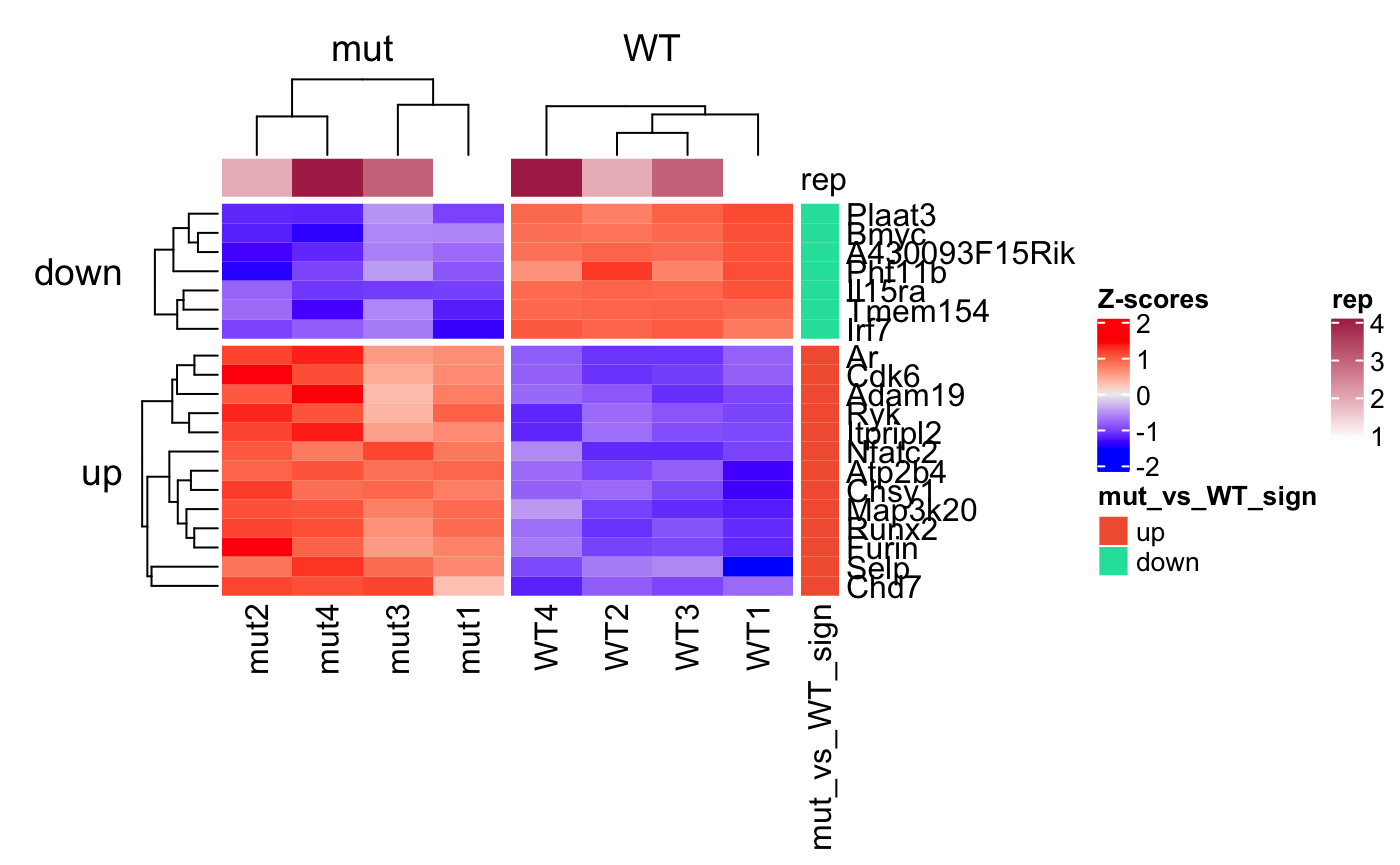 mut
WT
rep
down
Plaat3
Bmyc
A430093F15Rik
Pht11b
Il15ra
Tmem154
Irf7
up
Ar
Cdk6
Adam19
Ryk
Itpripl2
Nfatc2
Atp2b4
Chsy1
Map3k20
Runx2
Furin
Selp
Chd7
mut2
mut4
mut3
mut1
WT4
WT2
WT3
WT1
mut_vs_WT_sign
Z-scores
2
1
0
-1
-2
mut_vs_WT_sign
up
down
rep
4
3
2
1